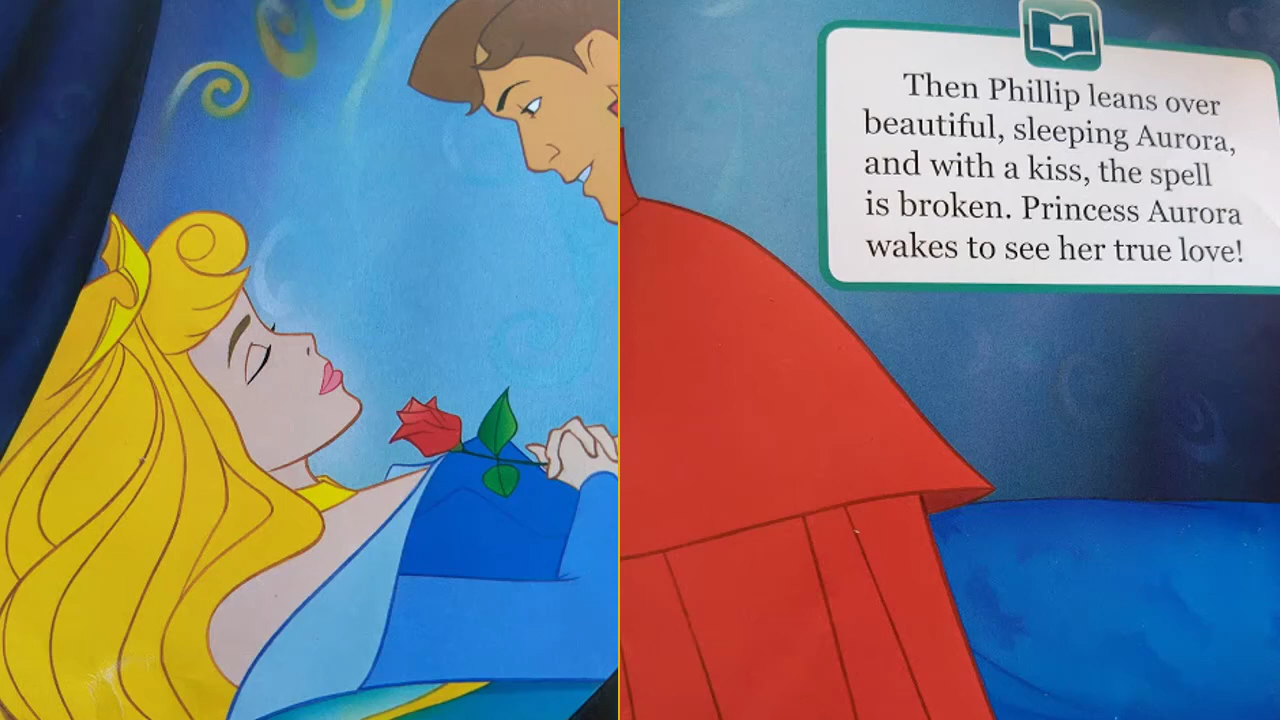 Then Phillip leans over
beautiful, sleeping Aurora,
and with a kiss, the spell
is broken. Princess Aurora
wakes to see her true love!